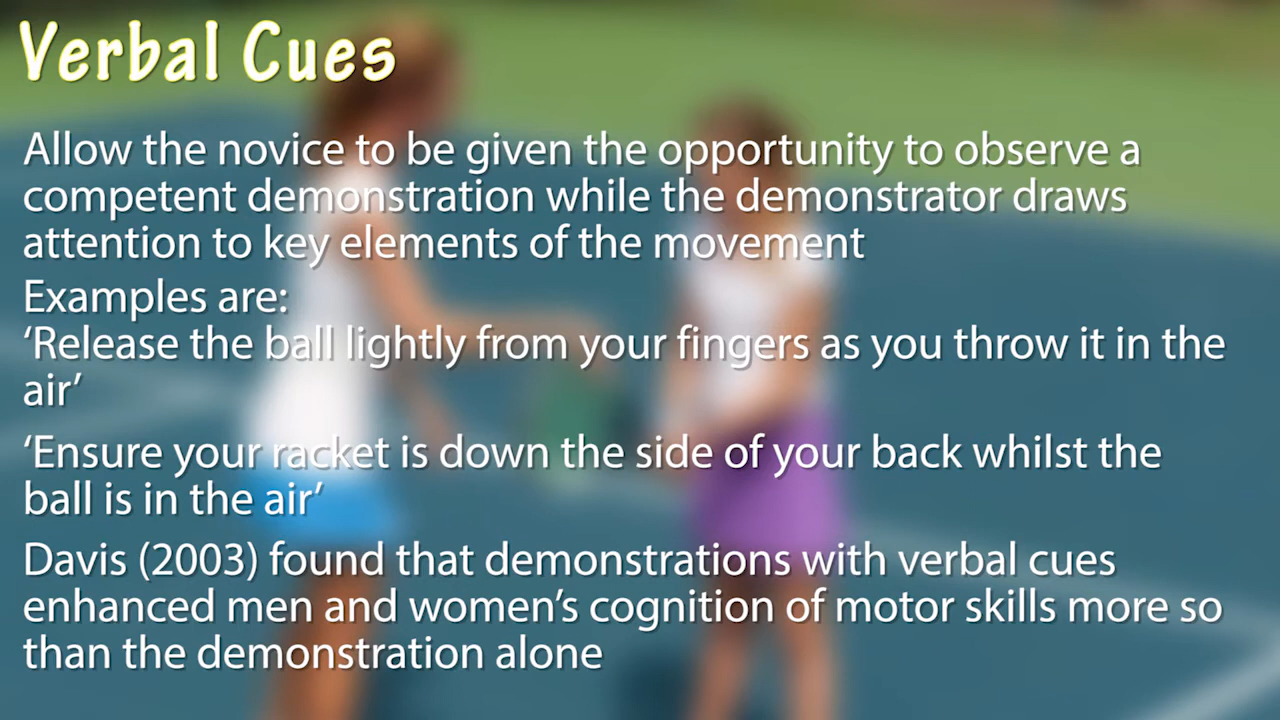 Verbal Cues
Allow the novice to be given the opportunity to observe a
competent demonstration while the demonstrator draws
attention to key elements of the movement
Examples are:
‘Release the ball lightly from your fingers as you throw it in the
air’
‘Ensure your racket is down the side of your back whilst the
ball is in the air’
Davis (2003) found that demonstrations with verbal cues
enhanced men and women’s cognition of motor skills more so
than the demonstration alone